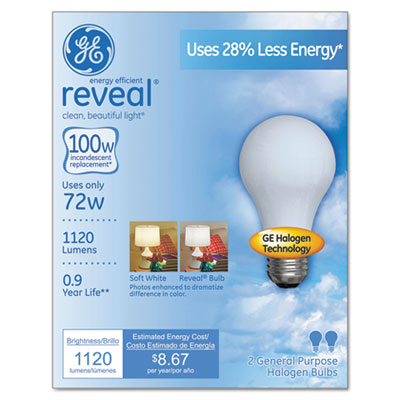 GE
Uses 28% Less Energy*
energy efficient
reveal®
clean, beautiful light®
100w
incandescent
replacement*
Uses only
72w
1120
Lumens
0.9
Year Life**
GE Halogen
Technology
Soft White
Reveal® Bulb
Photos enhanced to dramatize
difference in color.
Brightness/Brillo
1120
lumens/lúmenes
Estimated Energy Cost/
Costo Estimado de Energía
$8.67
per year/por año
2 General Purpose
Halogen Bulbs